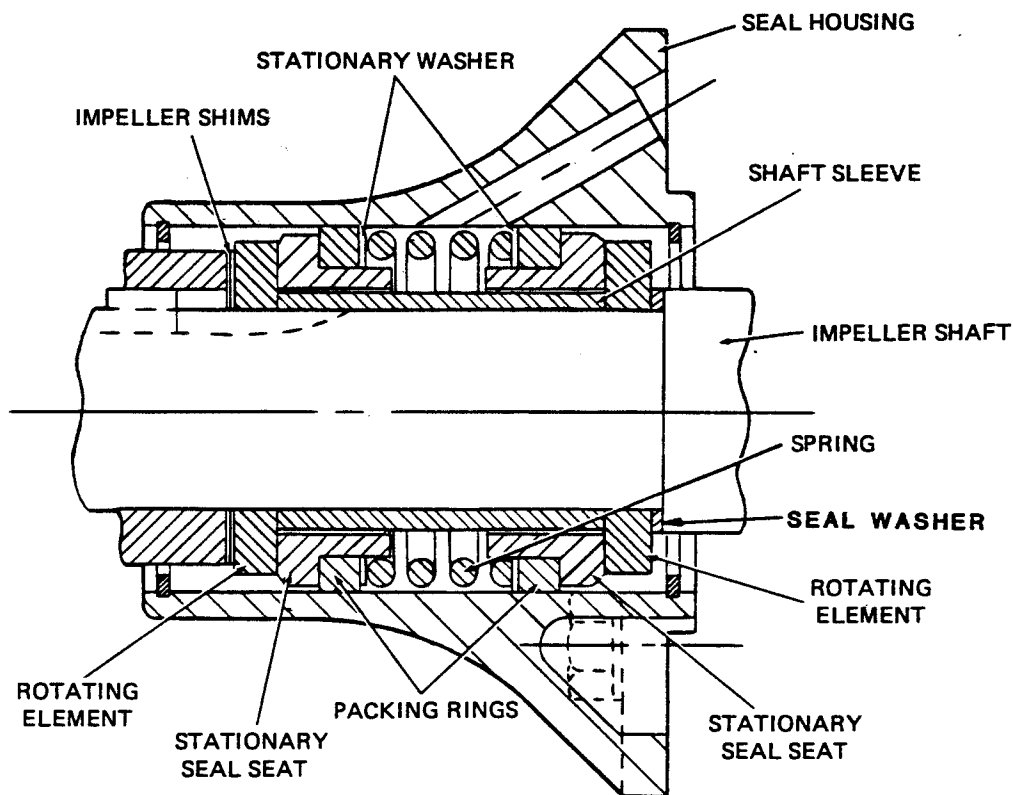 SEAL HOUSING
STATIONARY WASHER
IMPELLER SHIMS
SHAFT SLEEVE
IMPELLER SHAFT
SPRING
SEAL WASHER
ROTATING
ELEMENT
ROTATING
ELEMENT
PACKING RINGS
STATIONARY
SEAL SEAT
STATIONARY
SEAL SEAT